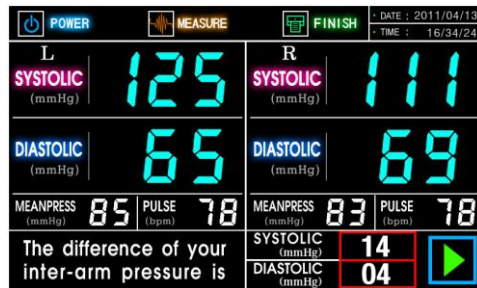 POWER MEASURE FINISH · DATE : 2011/04/13
· TIME : 16/34/24
L
SYSTOLIC 125
(mmHg)
DIASTOLIC 65
(mmHg)
MEANPRESS 85 PULSE 78
(mmHg) (bpm)
R
SYSTOLIC 111
(mmHg)
DIASTOLIC 69
(mmHg)
MEANPRESS 83 PULSE 78
(mmHg) (bpm)
The difference of your
inter-arm pressure is
SYSTOLIC 14
(mmHg)
DIASTOLIC 04
(mmHg)